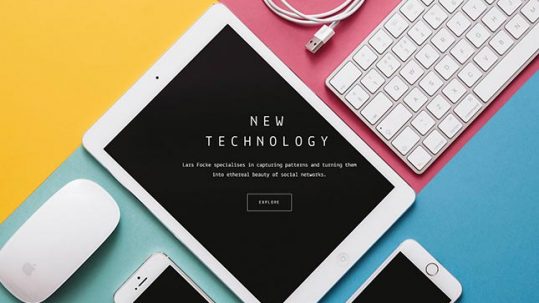 NEW
TECHNOLOGY
Lars Focke specialises in capturing patterns and turning them
into ethereal beauty of social networks.
EXPLORE